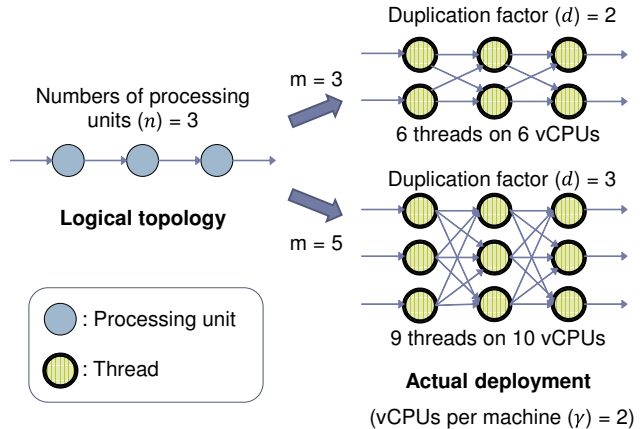 Duplication factor (d) = 2
m = 3
Numbers of processing
units (n) = 3
6 threads on 6 vCPUs
Duplication factor (d) = 3
Logical topology
m = 5
: Processing unit
9 threads on 10 vCPUs
: Thread
Actual deployment
(vCPUs per machine (γ) = 2)